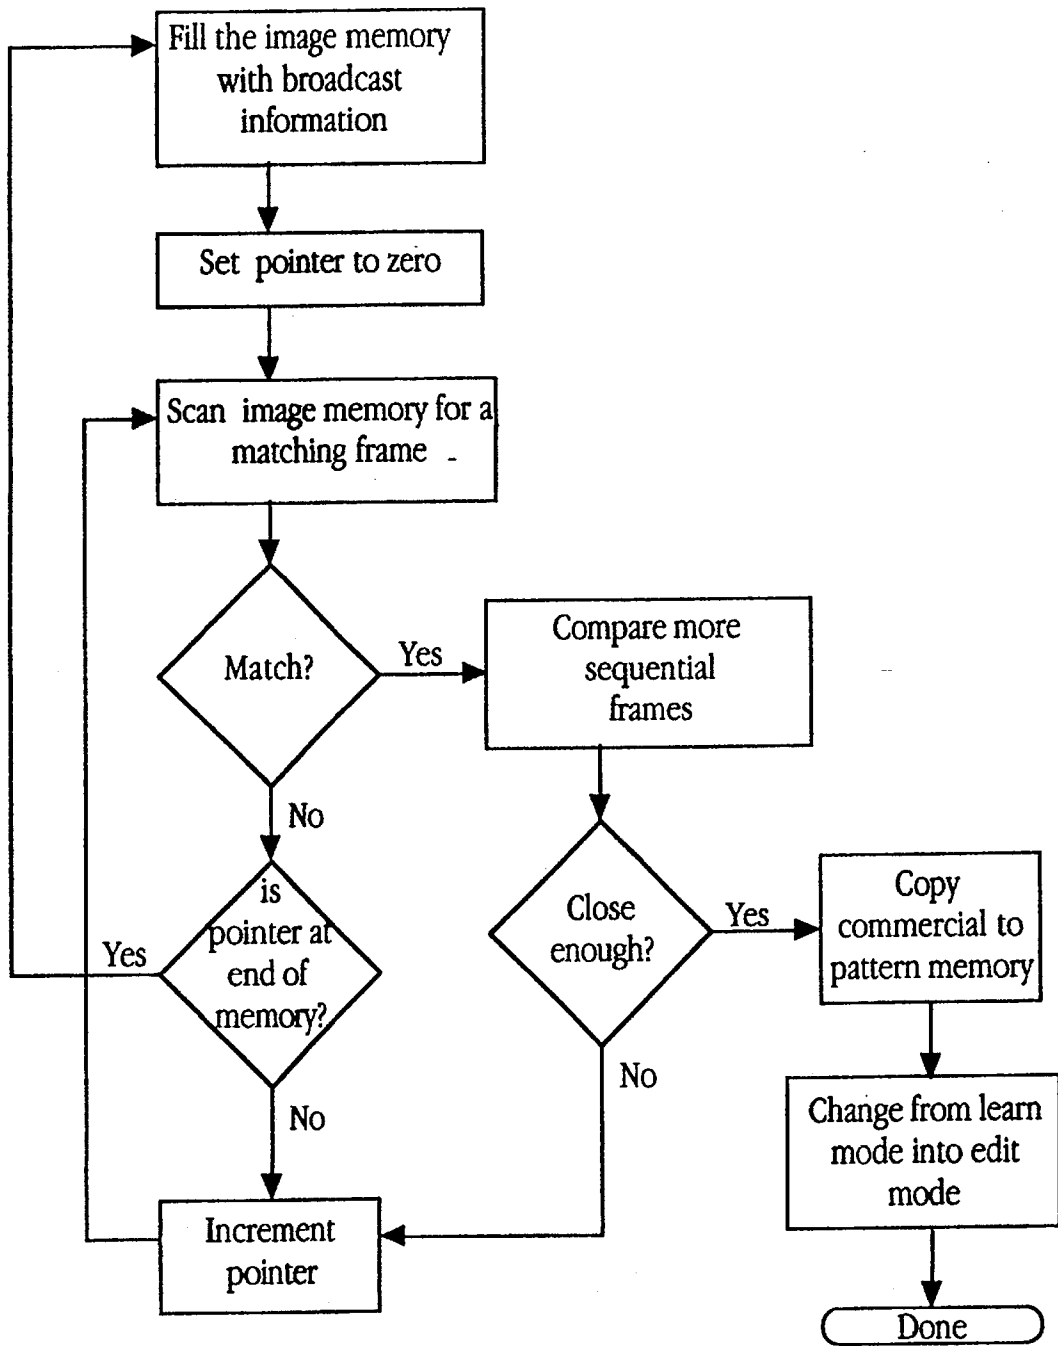 Fill the image memory
with broadcast
information
Set pointer to zero
Scan image memory for a
matching frame
Match?
Yes
Compare more
sequential
frames
No
is
pointer at
end of
memory?
Yes
No
Close
enough?
Yes
No
Copy
commercial to
pattern memory
Change from learn
mode into edit
mode
Increment
pointer
Done